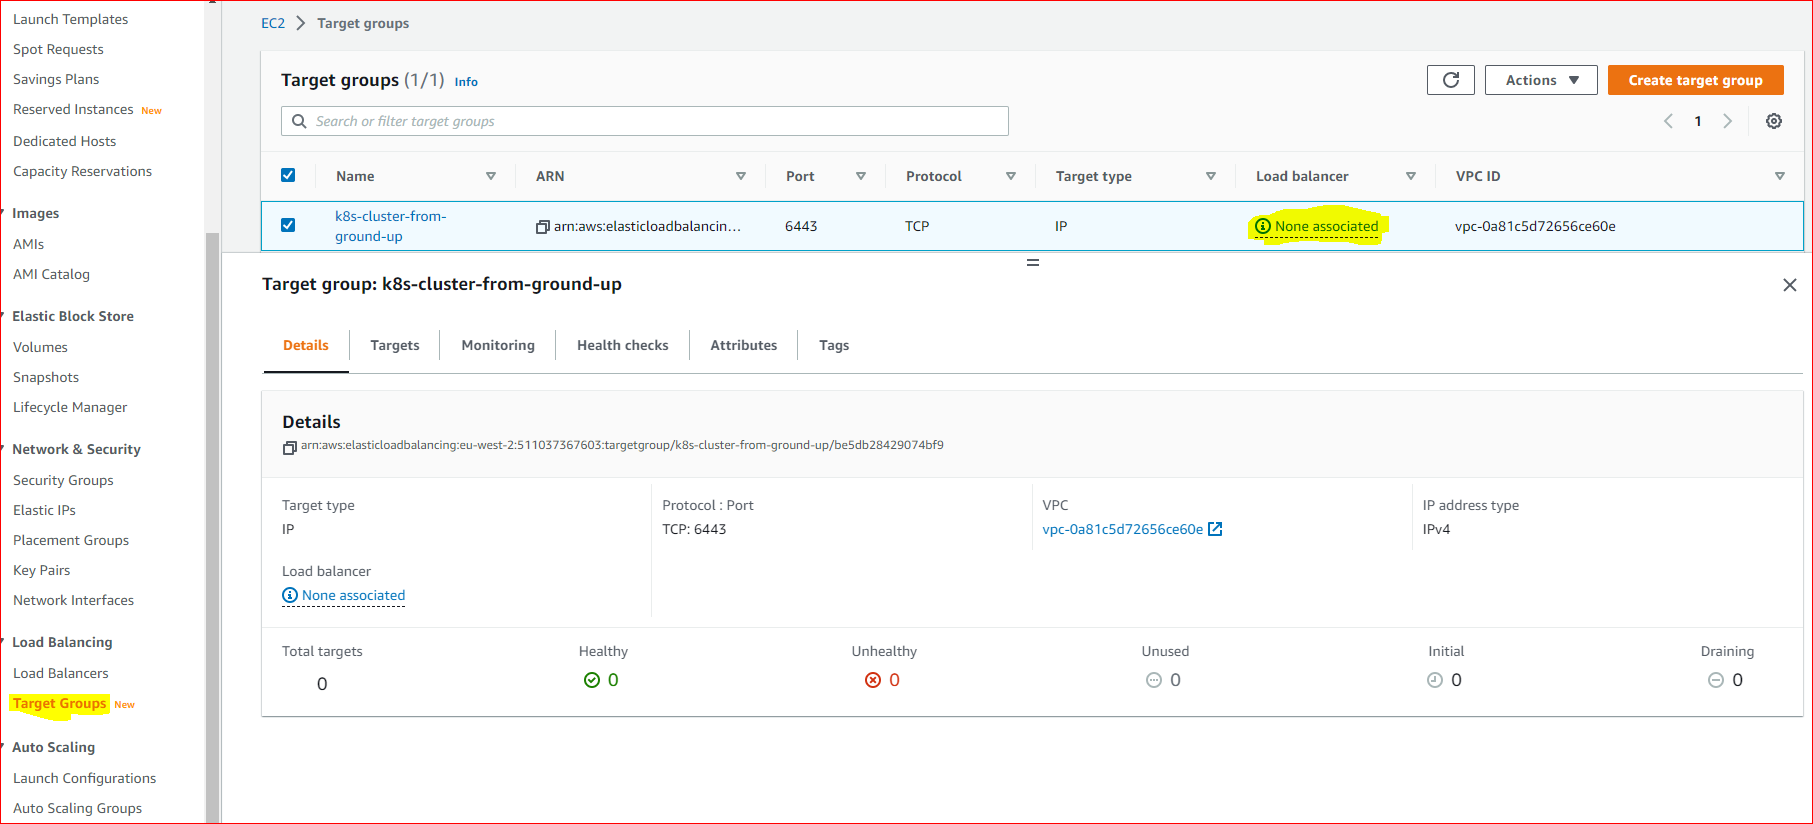 Launch Templates
Spot Requests
Savings Plans
Reserved Instances New
Dedicated Hosts
Capacity Reservations
Images
AMIs
AMI Catalog
Elastic Block Store
Volumes
Snapshots
Lifecycle Manager
Network & Security
Security Groups
Elastic IPs
Placement Groups
Key Pairs
Network Interfaces
Load Balancing
Load Balancers
Target Groups New
Auto Scaling
Launch Configurations
Auto Scaling Groups
EC2 > Target groups
Target groups (1/1) Info
Actions
Create target group
Search or filter target groups
1
Name ARN Port Protocol Target type Load balancer VPC ID
k8s-cluster-from-
ground-up
arn:aws:elasticloadbalancin... 6443 TCP IP None associated vpc-0a81c5d72656ce60e
Target group: k8s-cluster-from-ground-up
Details Targets Monitoring Health checks Attributes Tags
Details
arn:aws:elasticloadbalancing:eu-west-2:511037367603:targetgroup/k8s-cluster-from-ground-up/be5db28429074bf9
Target type Protocol : Port VPC IP address type
IP TCP: 6443 vpc-0a81c5d72656ce60e IPv4
Load balancer
None associated
Total targets Healthy Unhealthy Unused Initial Draining
0 0 0 0 0 0